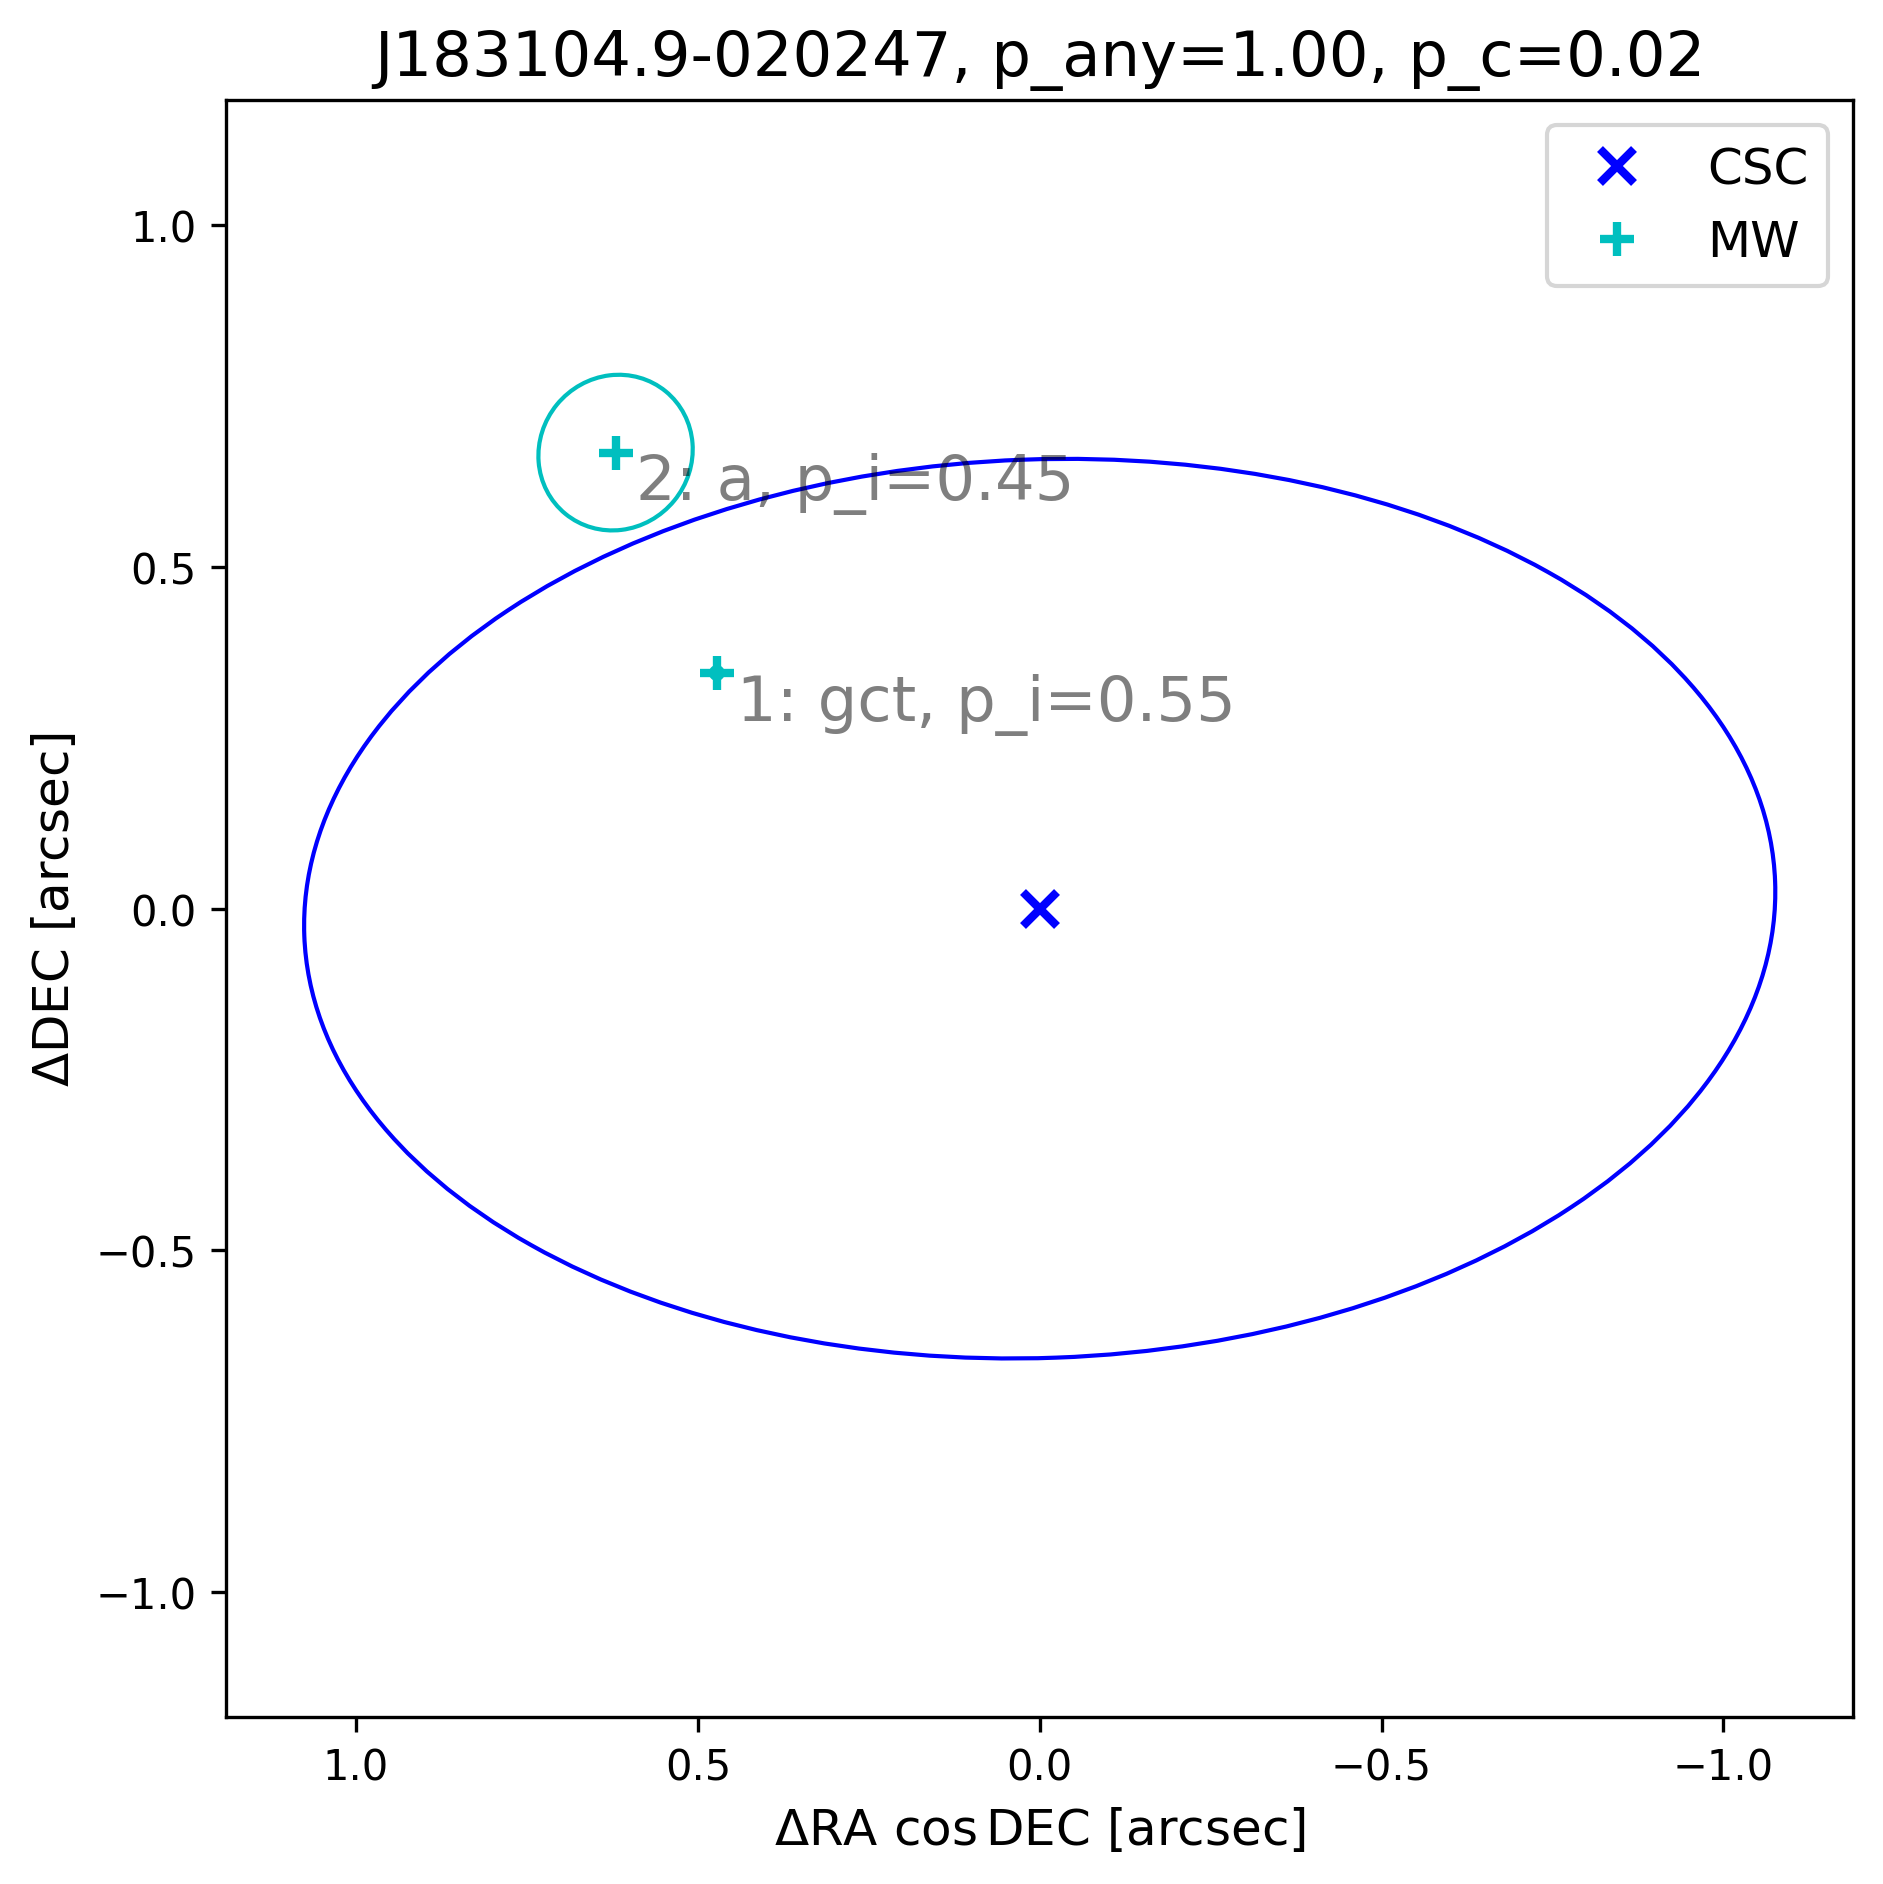 J183104.9-020247, p_any=1.00, p_c=0.02
CSC
MW
2: a, p_i=0.45
1: gct, p_i=0.55
1.0
0.5
0.0
−0.5
−1.0
ΔDEC [arcsec]
1.0 0.5 0.0 −0.5 −1.0
ΔRA cos DEC [arcsec]